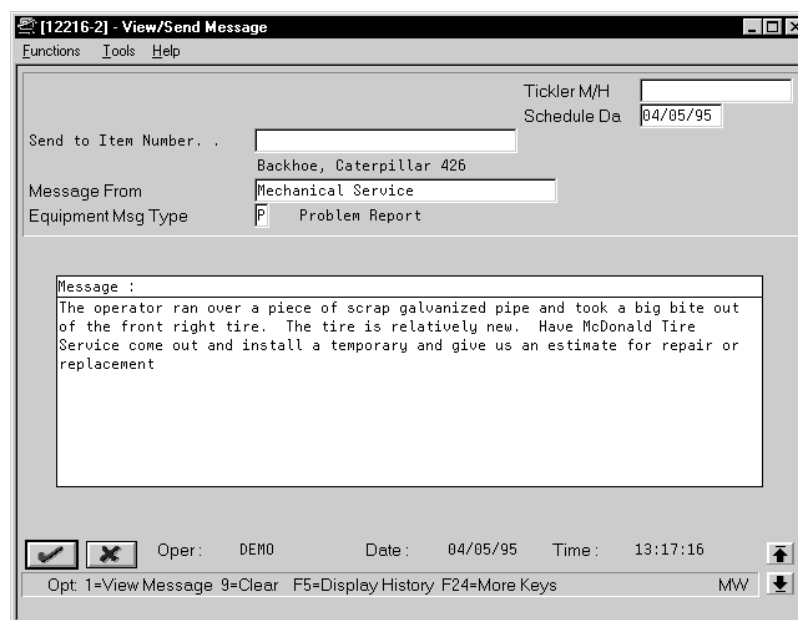 [12216-2] - View/Send Message
Functions Tools Help
Tickler M/H
Schedule Da 04/05/95
Send to Item Number. .
Backhoe, Caterpillar 426
Message From Mechanical Service
Equipment Msg Type P Problem Report
Message :
The operator ran over a piece of scrap galvanized pipe and took a big bite out
of the front right tire. The tire is relatively new. Have McDonald Tire
Service come out and install a temporary and give us an estimate for repair or
replacement
Oper: DEMO Date: 04/05/95 Time: 13:17:16
Opt: 1=View Message 9=Clear F5=Display History F24=More Keys MW